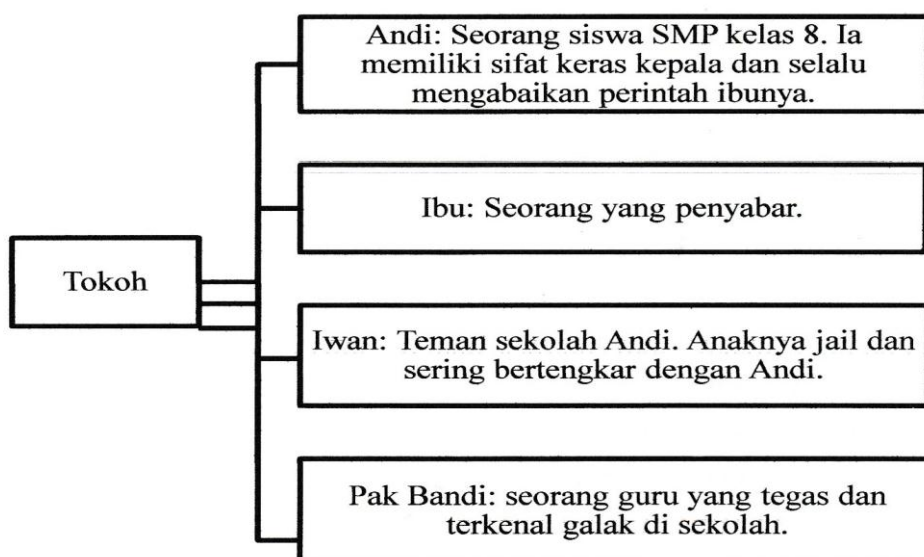 Andi: Seorang siswa SMP kelas 8. Ia
memiliki sifat keras kepala dan selalu
mengabaikan perintah ibunya.
Ibu: Seorang yang penyabar.
Tokoh
Iwan: Teman sekolah Andi. Anaknya jail dan
sering bertengkar dengan Andi.
Pak Bandi: seorang guru yang tegas dan
terkenal galak di sekolah.